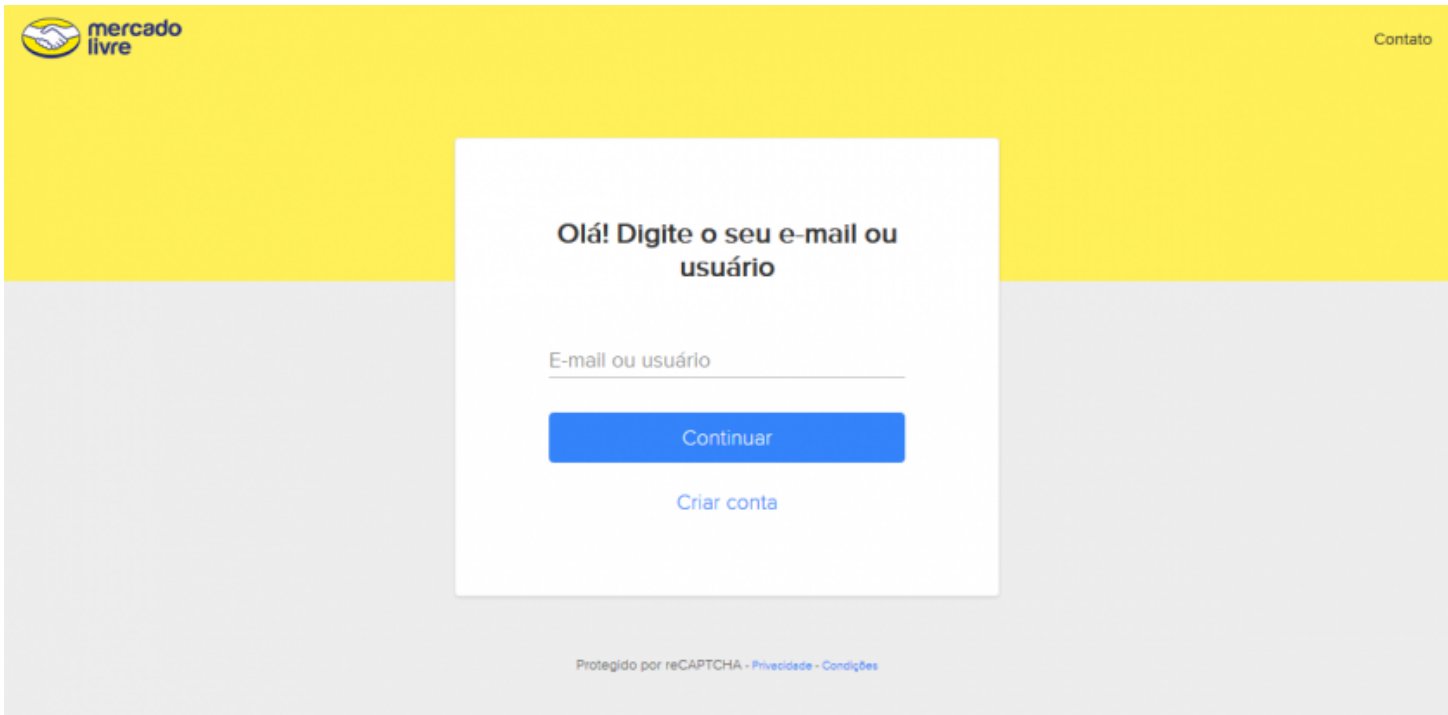 mercado
livre
Contato
Olá! Digite o seu e-mail ou
usuário
E-mail ou usuário
Continuar
Criar conta
Protegido por reCAPTCHA - Privacidade - Condições